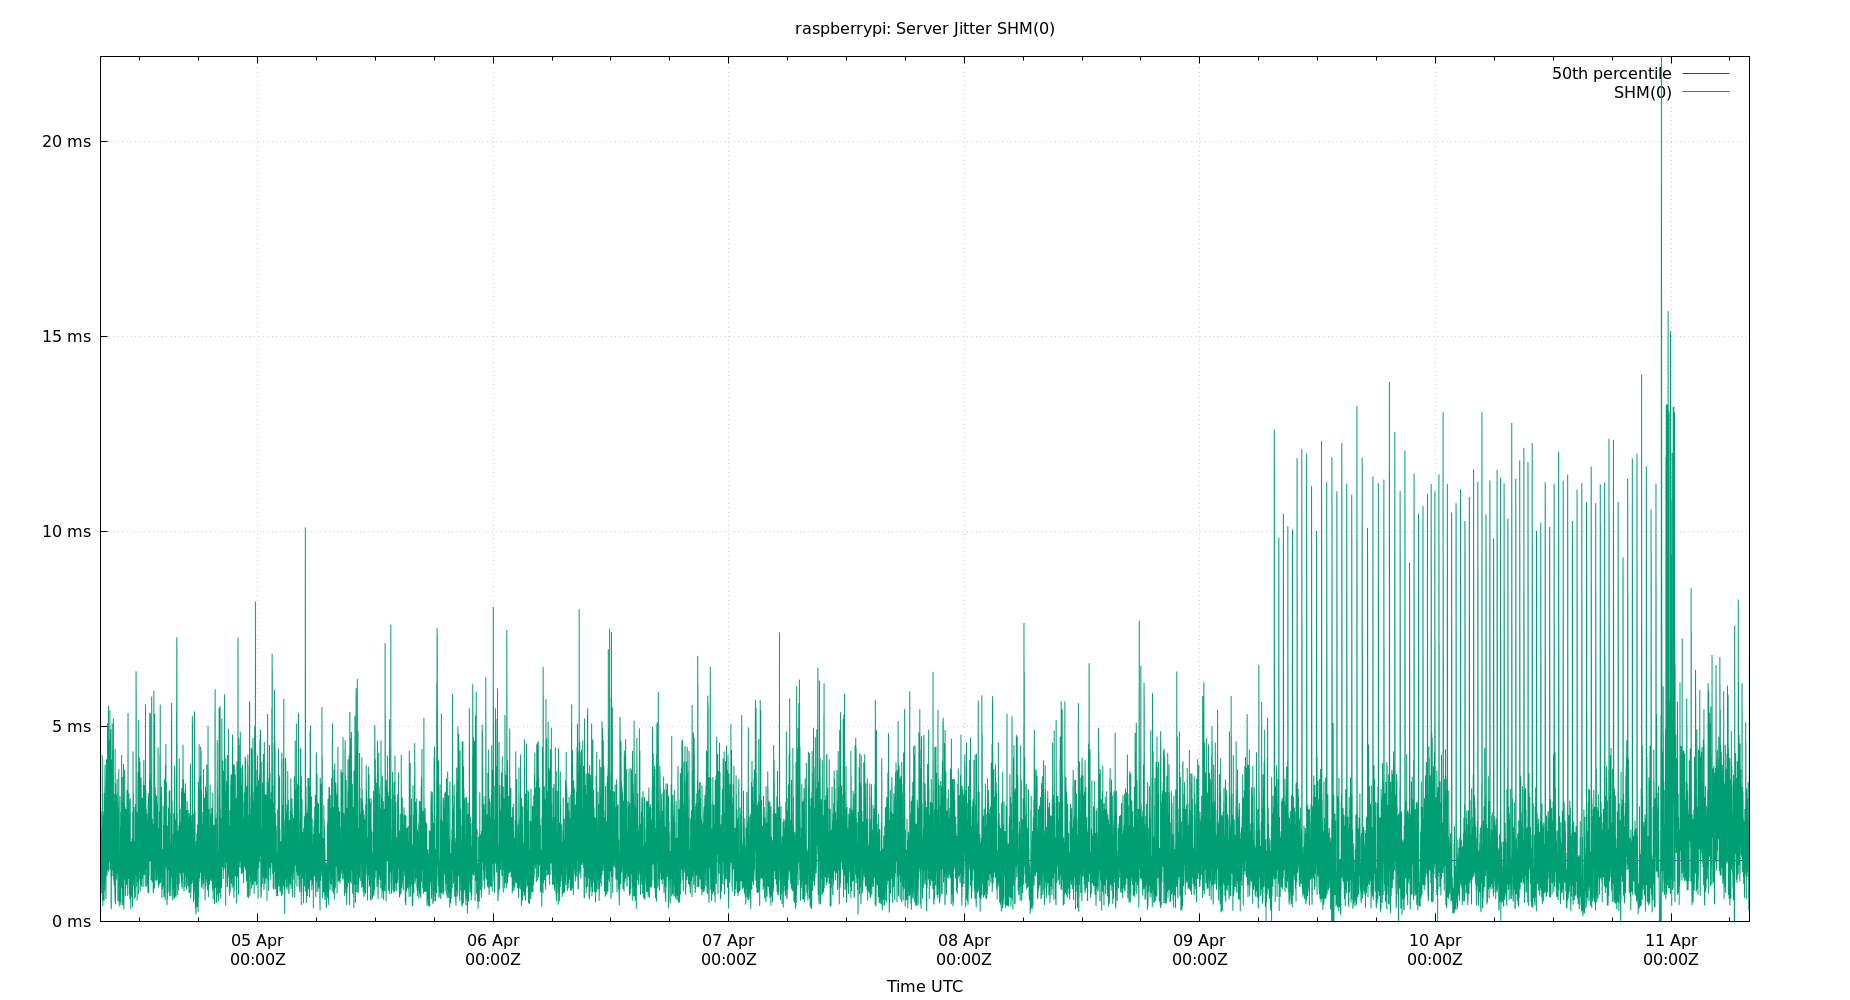 raspberrypi: Server Jitter SHM(0)
50th percentile
SHM(0)
20 ms
15 ms
10 ms
5 ms
0 ms
05 Apr
00:00Z
06 Apr
00:00Z
07 Apr
00:00Z
08 Apr
00:00Z
09 Apr
00:00Z
10 Apr
00:00Z
11 Apr
00:00Z
Time UTC